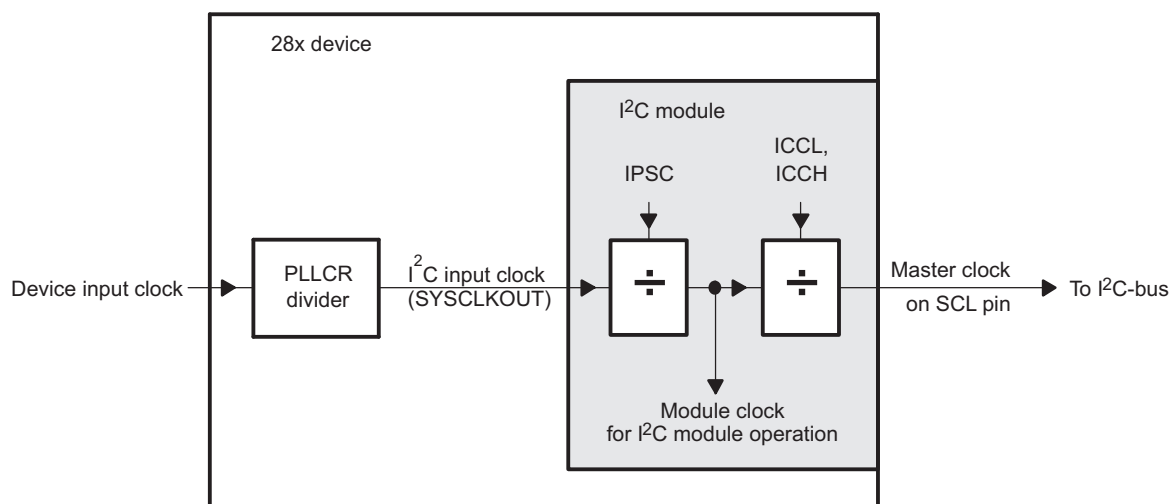 28x device
I²C module
ICCL,
ICCH
IPSC
÷
÷
Device input clock
PLLCR
divider
I²C input clock
(SYSCLKOUT)
Master clock
on SCL pin
To I²C-bus
Module clock
for I²C module operation